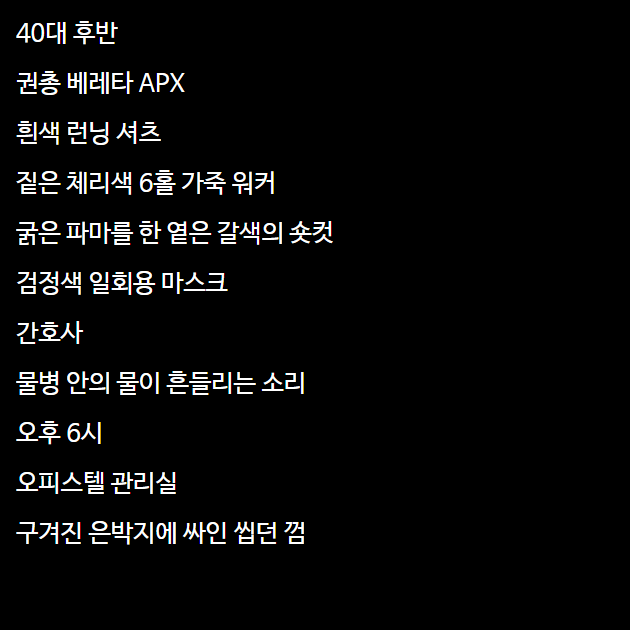 40대 후반
권총 베레타 APX
흰색 런닝 셔츠
짙은 체리색 6홀 가죽 워커
굵은 파마를 한 옅은 갈색의 숏컷
검정색 일회용 마스크
간호사
물병 안의 물이 흔들리는 소리
오후 6시
오피스텔 관리실
구겨진 은박지에 싸인 씹던 껌